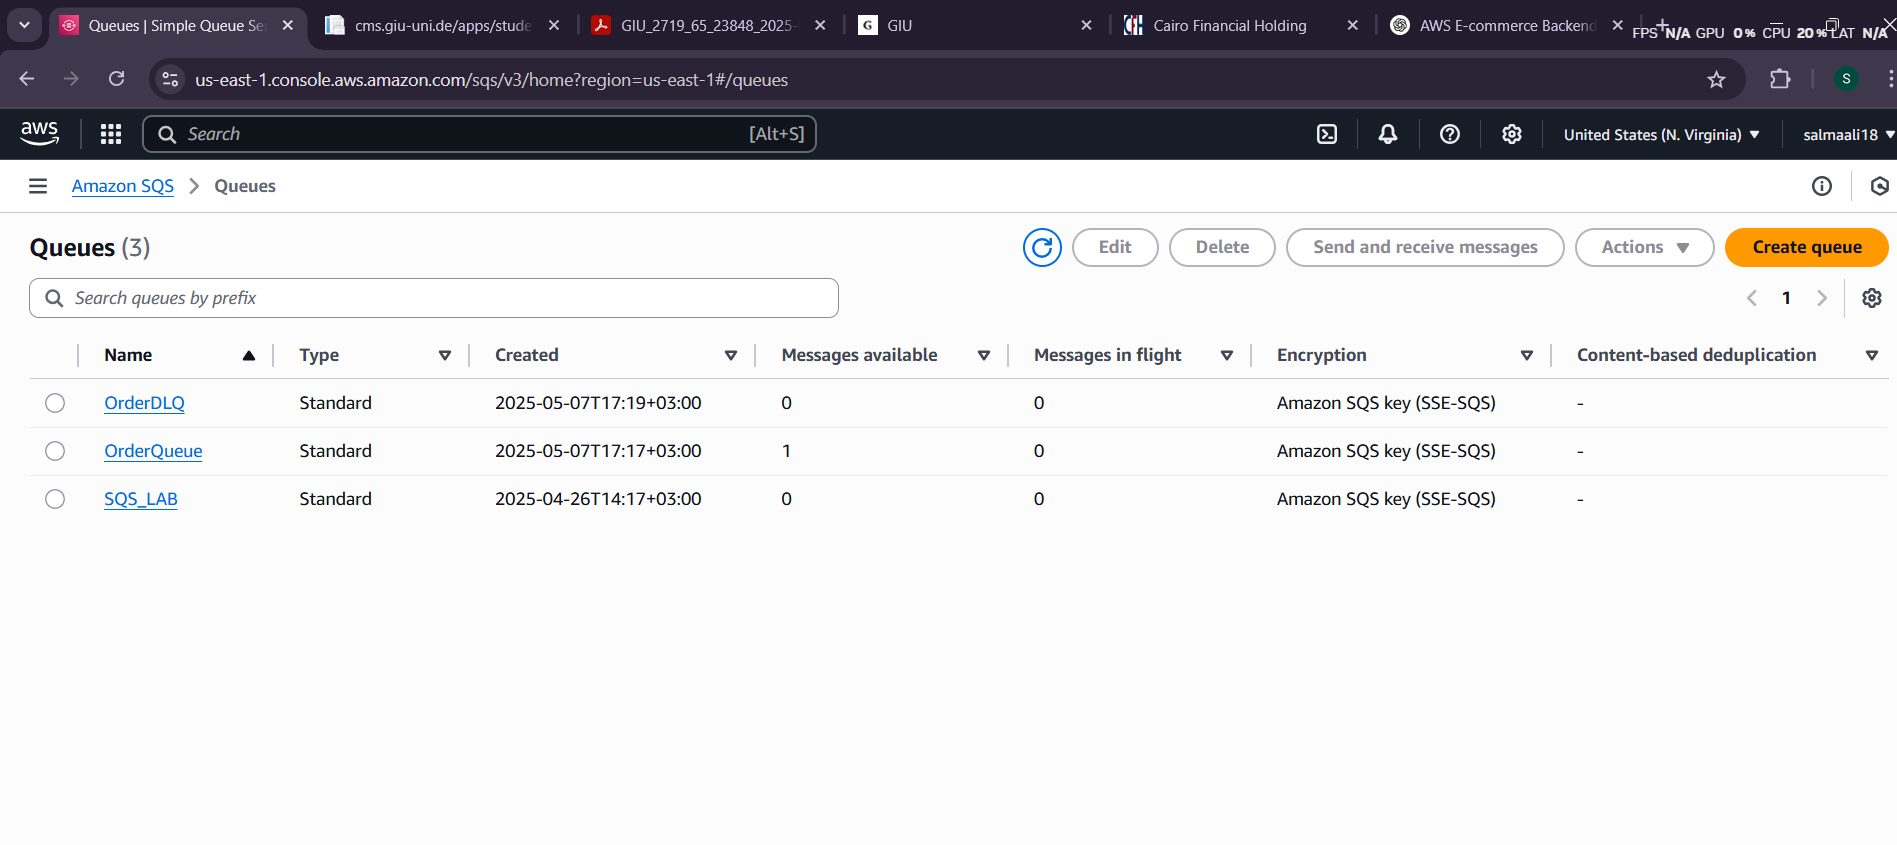 Queues | Simple Queue Se
cms.giu-uni.de/apps/stude
GIU_2719_65_23848_2025-
GIU
Cairo Financial Holding
AWS E-commerce Backend
FPS N/A GPU 0% CPU 20% LAT N/A
us-east-1.console.aws.amazon.com/sqs/v3/home?region=us-east-1#/queues
S
aws
Search
[Alt+S]
United States (N. Virginia)
salmaali18
Amazon SQS > Queues
Queues (3)
Edit
Delete
Send and receive messages
Actions
Create queue
Search queues by prefix
1
Name Type Created Messages available Messages in flight Encryption Content-based deduplication
OrderDLQ Standard 2025-05-07T17:19+03:00 0 0 Amazon SQS key (SSE-SQS) -
OrderQueue Standard 2025-05-07T17:17+03:00 1 0 Amazon SQS key (SSE-SQS) -
SQS_LAB Standard 2025-04-26T14:17+03:00 0 0 Amazon SQS key (SSE-SQS) -